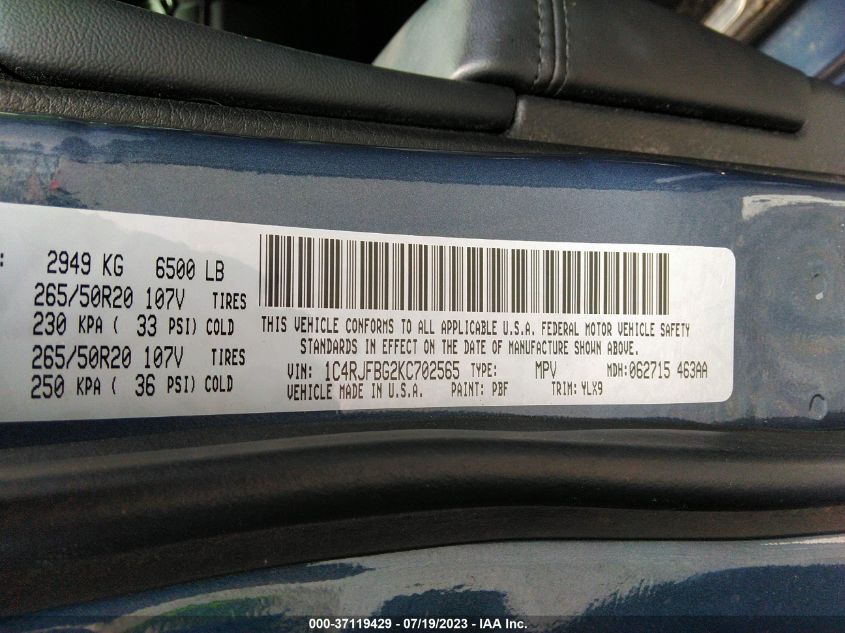 2949 KG 6500 LB
265/50R20 107V TIRES
230 KPA ( 33 PSI) COLD
265/50R20 107V TIRES
250 KPA ( 36 PSI) COLD
THIS VEHICLE CONFORMS TO ALL APPLICABLE U.S.A. FEDERAL MOTOR VEHICLE SAFETY
STANDARDS IN EFFECT ON THE DATE OF MANUFACTURE SHOWN ABOVE.
VIN: 1C4RJFBG2KC702565 TYPE: MPV MDH: 062715 463AA
VEHICLE MADE IN U.S.A. PAINT: PBF TRIM: YLX9
000-37119429 - 07/19/2023 - IAA Inc.